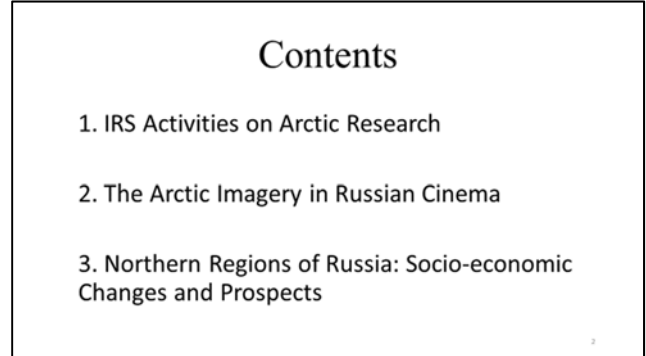 Contents
1. IRS Activities on Arctic Research
2. The Arctic Imagery in Russian Cinema
3. Northern Regions of Russia: Socio-economic
Changes and Prospects
2